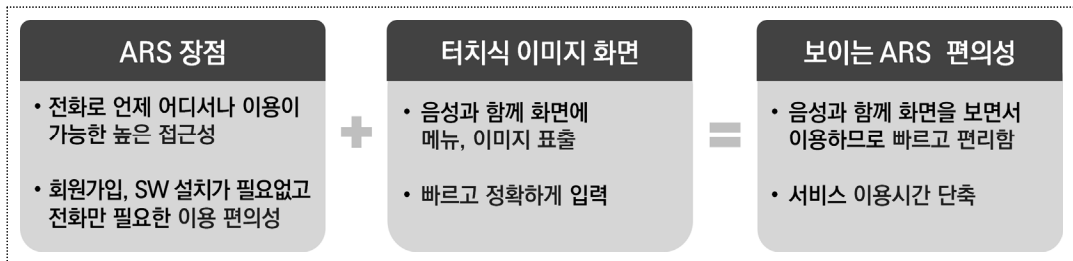 ARS 장점
• 전화로 언제 어디서나 이용이
가능한 높은 접근성
• 회원가입, SW 설치가 필요없고
전화만 필요한 이용 편의성
+
터치식 이미지 화면
• 음성과 함께 화면에
메뉴, 이미지 표출
• 빠르고 정확하게 입력
=
보이는 ARS 편의성
• 음성과 함께 화면을 보면서
이용하므로 빠르고 편리함
• 서비스 이용시간 단축